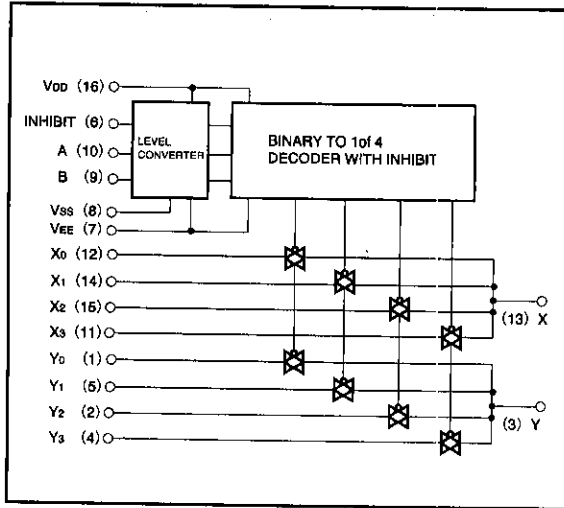 VDD (16)
INHIBIT (6)
A (10)
B (9)
LEVEL
CONVERTER
BINARY TO 1of 4
DECODER WITH INHIBIT
VSS (8)
VEE (7)
X0 (12)
X1 (14)
X2 (15)
X3 (11)
(13) X
Y0 (1)
Y1 (5)
Y2 (2)
Y3 (4)
(3) Y